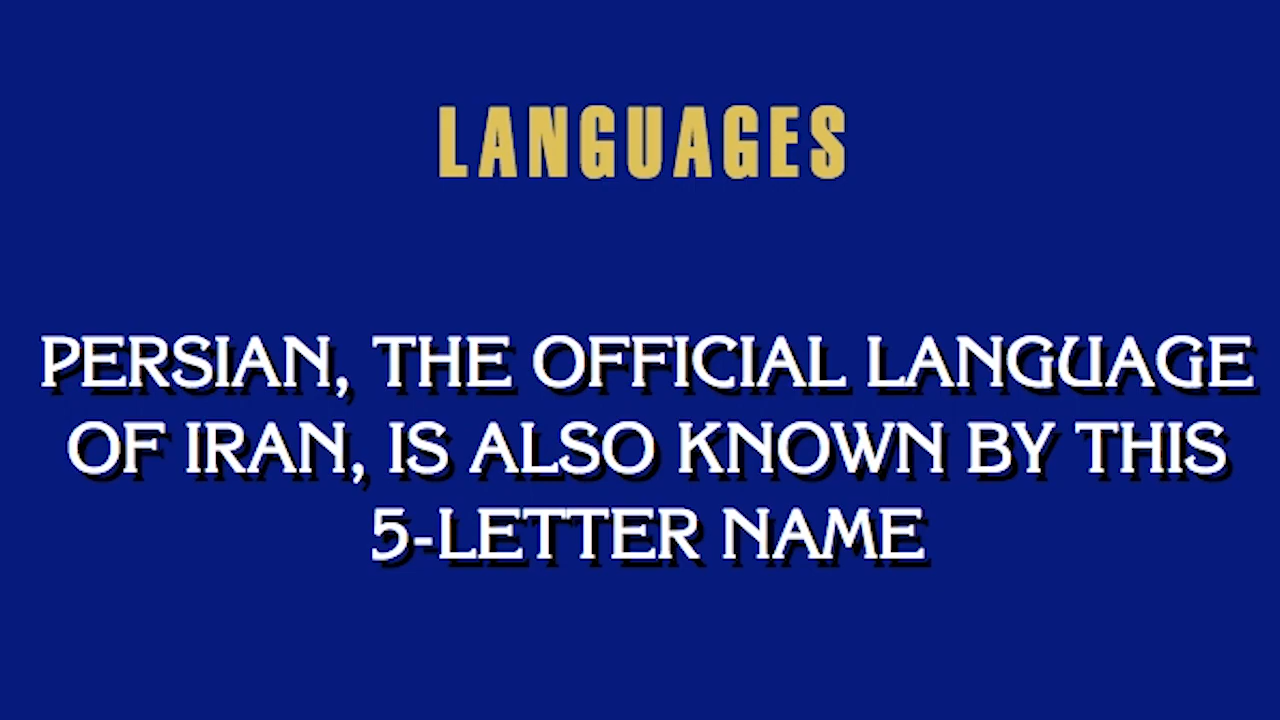 LANGUAGES
PERSIAN, THE OFFICIAL LANGUAGE
OF IRAN, IS ALSO KNOWN BY THIS
5-LETTER NAME